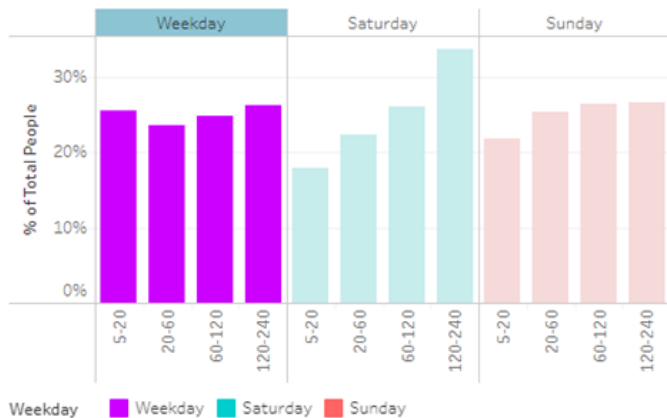 Weekday Saturday Sunday
% of Total People
30%
20%
10%
0%
5-20 20-60 60-120 120-240 5-20 20-60 60-120 120-240 5-20 20-60 60-120 120-240
Weekday Weekday Saturday Sunday